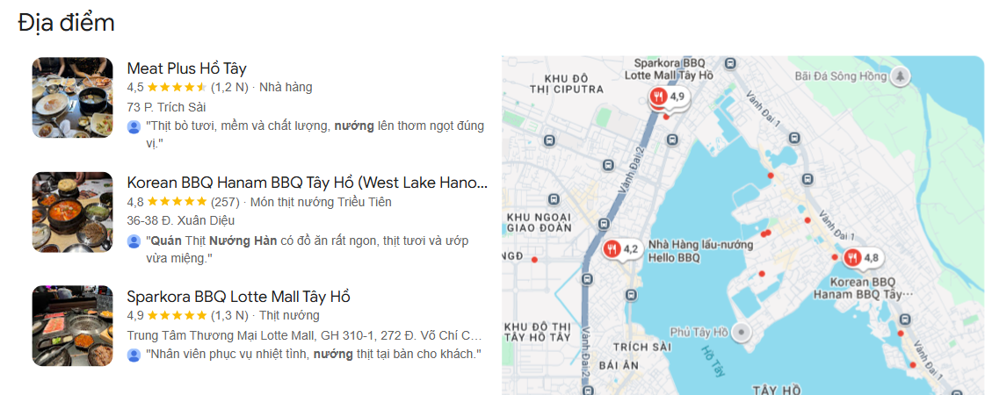 Địa điểm
Meat Plus Hồ Tây
4,5 (1,2 N) · Nhà hàng
73 P. Trích Sài
"Thịt bò tươi, mềm và chất lượng, nướng lên thơm ngọt đúng
vị."
Korean BBQ Hanam BBQ Tây Hồ (West Lake Hano...
4,8 (257) · Món thịt nướng Triều Tiên
36-38 Đ. Xuân Diệu
"Quán Thịt Nướng Hàn có đồ ăn rất ngon, thịt tươi và ướp
vừa miệng."
Sparkora BBQ Lotte Mall Tây Hồ
4,9 (1,3 N) · Thịt nướng
Trung Tâm Thương Mại Lotte Mall, GH 310-1, 272 Đ. Võ Chí C...
"Nhân viên phục vụ nhiệt tình, nướng thịt tại bàn cho khách."
Sparkora BBQ
Lotte Mall Tây Hồ
4,9
KHU ĐÔ
THỊ CIPUTRA
Bãi Đá Sông Hồng
Vành Đai 1
Vành Đai 2
KHU NGOẠI
GIAO ĐOÀN
NGĐ
4,2
Nhà Hàng lẩu-nướng
Hello BBQ
Vành Đai 1
4,8
Korean BBQ
Hanam BBQ Tây...
KHU ĐÔ THỊ
TÂY HỒ TÂY
Phủ Tây Hồ
TRÍCH SÀI
BÁI ÂN
Hồ Tây
Vành Đai 2
Vành Đai 1
TÂY HỒ